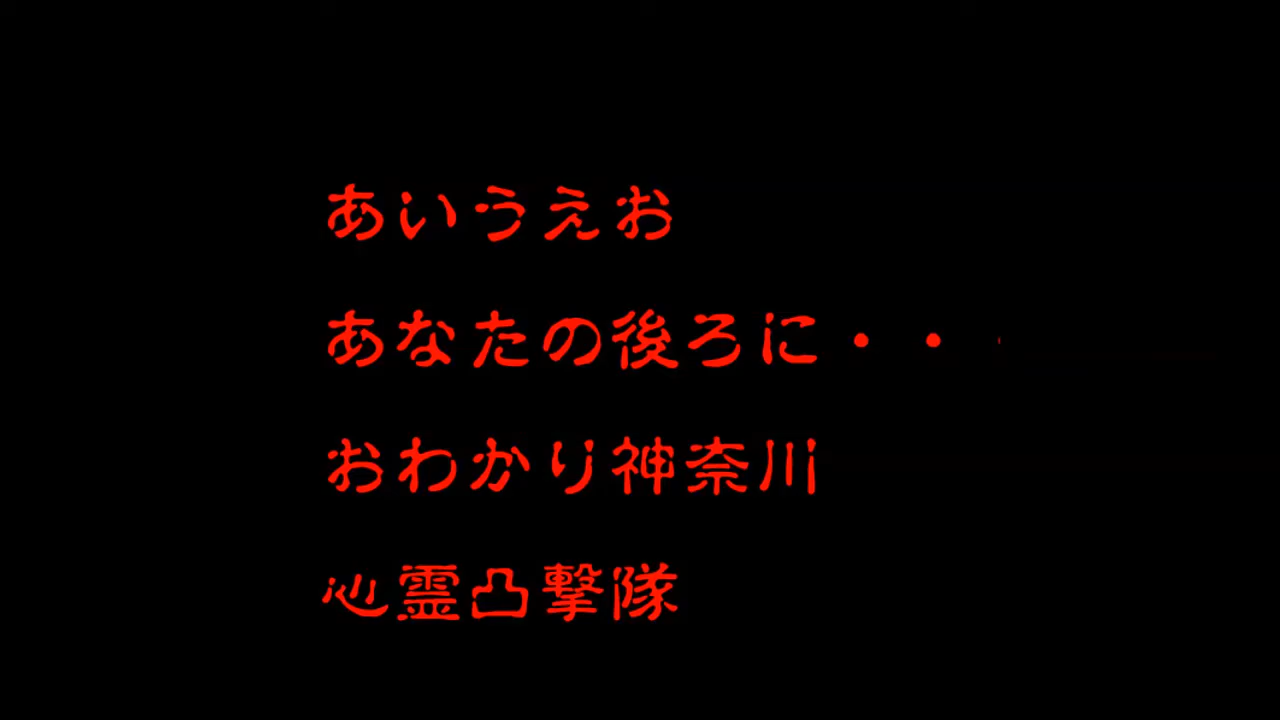 あいうえお
あなたの後ろに・・・
おわかり神奈川
心霊凸撃隊